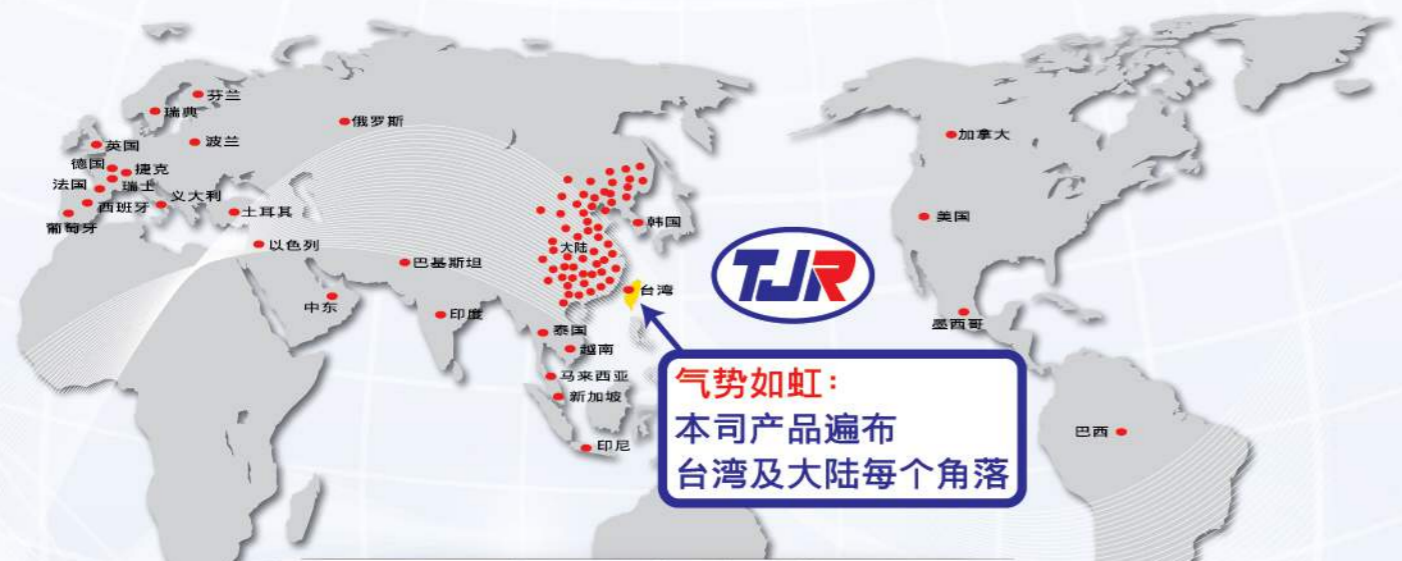 芬兰
瑞典
俄罗斯
英国
波兰
加拿大
德国
捷克
法国
瑞士
义大利
西班牙
土耳其
葡萄牙
美国
韩国
以色列
大陆
巴基斯坦
TJR
台湾
中东
印度
墨西哥
泰国
越南
马来西亚
新加坡
气势如虹：
本司产品遍布
台湾及大陆每个角落
巴西
印尼